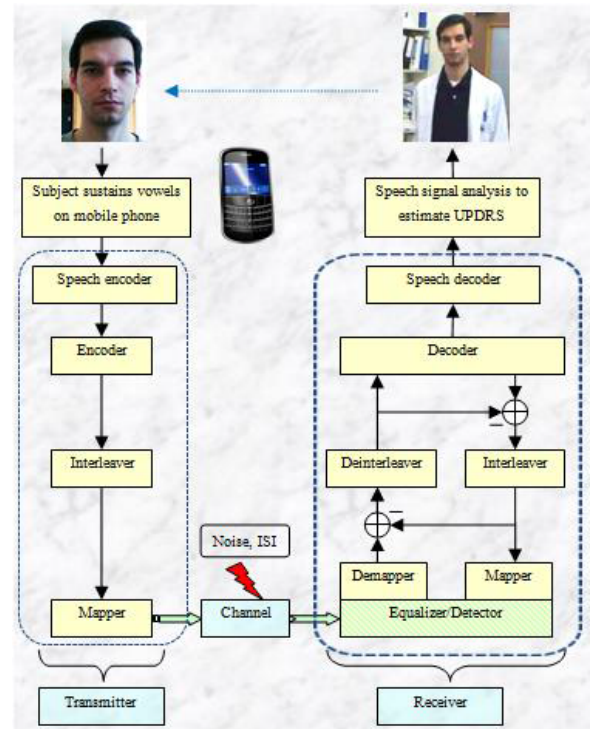 Subject sustains vowels
on mobile phone
Speech encoder
Encoder
Interleaver
Mapper
Transmitter
Noise, ISI
Channel
Speech signal analysis to
estimate UPDRS
Speech decoder
Decoder
Deinterleaver
Interleaver
Demapper
Mapper
Equalizer/Detector
Receiver